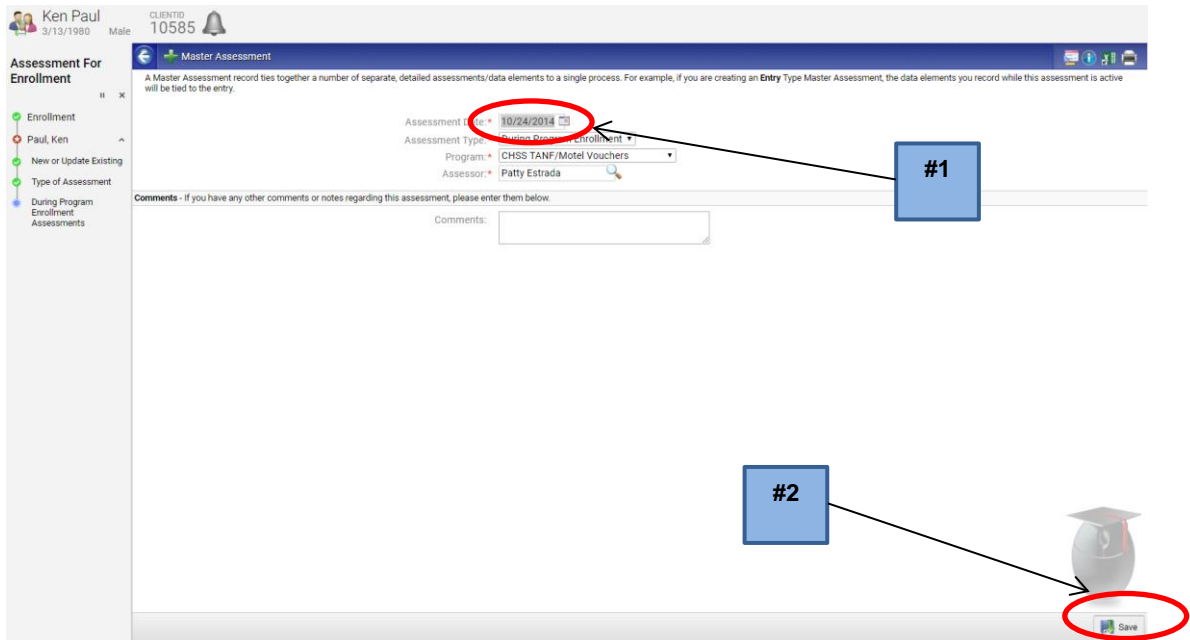 Ken Paul
3/13/1980 Male
CLIENTID
10585
Assessment For
Enrollment
Enrollment
Paul, Ken
New or Update Existing
Type of Assessment
During Program
Enrollment
Assessments
Master Assessment
A Master Assessment record ties together a number of separate, detailed assessments/data elements to a single process. For example, if you are creating an Entry Type Master Assessment, the data elements you record while this assessment is active
will be tied to the entry.
Assessment Date:* 10/24/2014
Assessment Type:* During Program Enrollment
Program:* CHSS TANF/Motel Vouchers
Assessor:* Patty Estrada
Comments - If you have any other comments or notes regarding this assessment, please enter them below.
Comments:
#1
#2
Save